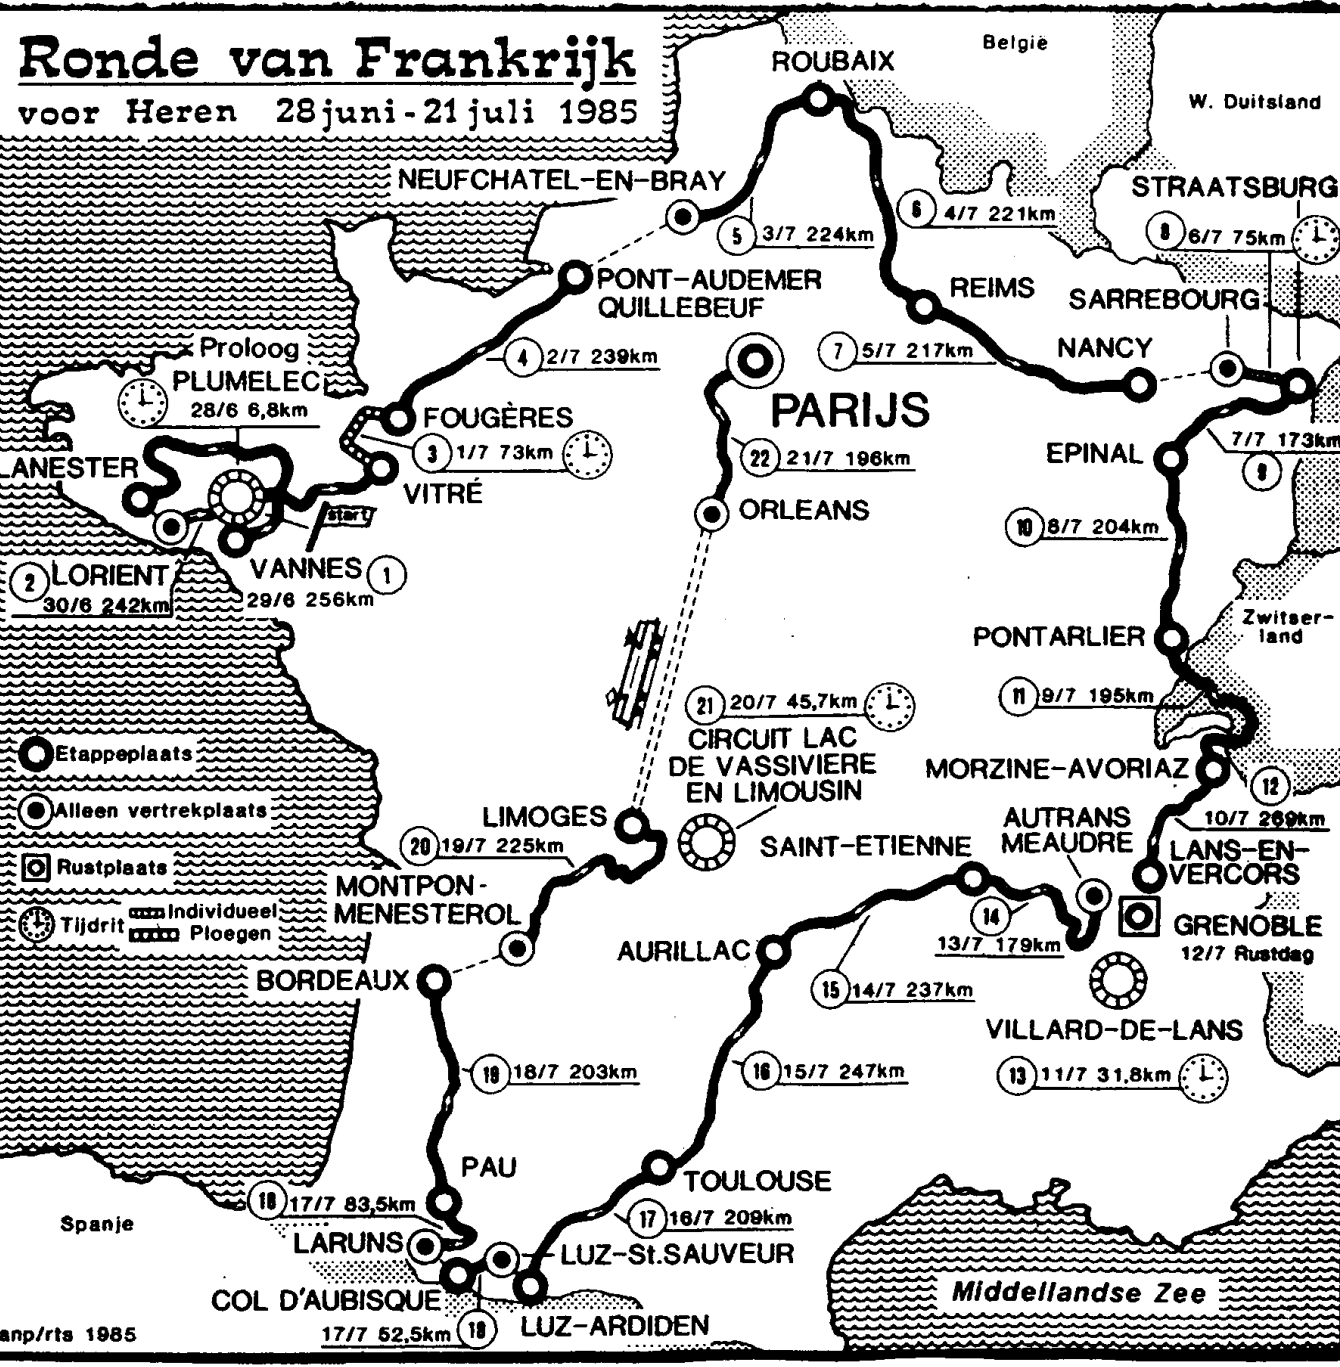 Ronde van Frankrijk
voor Heren 28 juni - 21 juli 1985
België
ROUBAIX
W. Duitsland
NEUFCHATEL-EN-BRAY
STRAATSBURG
6 4/7 221km
8 6/7 75km
5 3/7 224km
PONT-AUDEMER
QUILLEBEUF
REIMS
SARREBOURG
Proloog
PLUMELEC
28/6 6,8km
4 2/7 239km
7 5/7 217km
NANCY
PARIJS
FOUGÈRES
3 1/7 73km
7/7 173km
9
LANESTER
VITRÉ
22 21/7 196km
EPINAL
start
ORLEANS
10 8/7 204km
VANNES 1
29/6 256km
2 LORIENT
30/6 242km
Zwitser-
land
PONTARLIER
11 9/7 195km
21 20/7 45,7km
CIRCUIT LAC
DE VASSIVIERE
EN LIMOUSIN
Etappeplaats
Alleen vertrekplaats
Rustplaats
Tijdrit Individueel
Ploegen
MORZINE-AVORIAZ
12
10/7 269km
LIMOGES
20 19/7 225km
AUTRANS
MEAUDRE
SAINT-ETIENNE
LANS-EN-
VERCORS
MONTPON-
MENESTEROL
14
13/7 179km
GRENOBLE
12/7 Rustdag
AURILLAC
BORDEAUX
15 14/7 237km
VILLARD-DE-LANS
13 11/7 31,8km
19 18/7 203km
16 15/7 247km
PAU
TOULOUSE
18 17/7 83,5km
17 16/7 209km
Spanje
LARUNS
LUZ-St.SAUVEUR
COL D'AUBISQUE
Middellandse Zee
17/7 52,5km 18
LUZ-ARDIDEN
anp/rts 1985